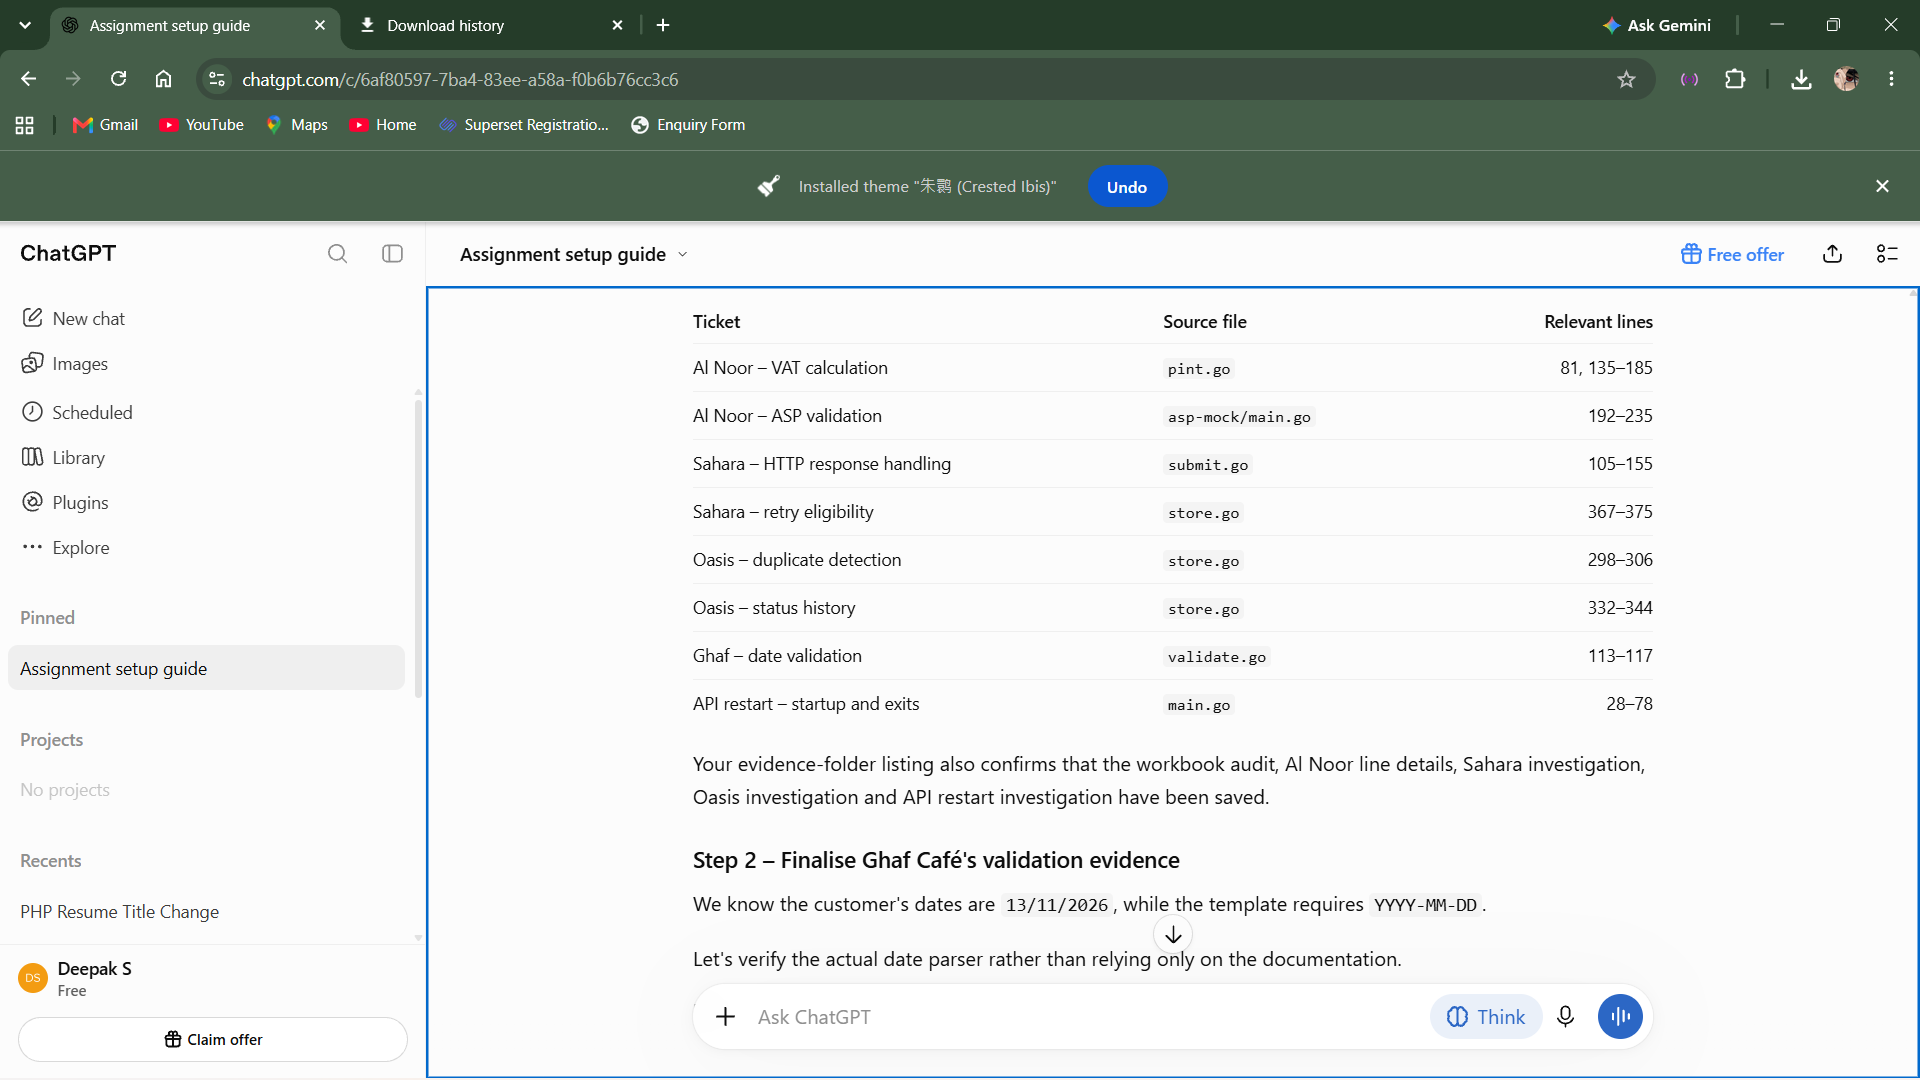 Assignment setup guide
Download history
Ask Gemini
chatgpt.com/c/6af80597-7ba4-83ee-a58a-f0b6b76cc3c6
Gmail
YouTube
Maps
Home
Superset Registratio...
Enquiry Form
Installed theme "朱鹮 (Crested Ibis)"
Undo
ChatGPT
New chat
Images
Scheduled
Library
Plugins
Explore
Pinned
Assignment setup guide
Projects
No projects
Recents
PHP Resume Title Change
DS
Deepak S
Free
Claim offer
Assignment setup guide
Free offer
Ticket Source file Relevant lines
Al Noor – VAT calculation pint.go 81, 135–185
Al Noor – ASP validation asp-mock/main.go 192–235
Sahara – HTTP response handling submit.go 105–155
Sahara – retry eligibility store.go 367–375
Oasis – duplicate detection store.go 298–306
Oasis – status history store.go 332–344
Ghaf – date validation validate.go 113–117
API restart – startup and exits main.go 28–78
Your evidence-folder listing also confirms that the workbook audit, Al Noor line details, Sahara investigation,
Oasis investigation and API restart investigation have been saved.
Step 2 – Finalise Ghaf Café's validation evidence
We know the customer's dates are 13/11/2026, while the template requires YYYY-MM-DD.
Let's verify the actual date parser rather than relying only on the documentation.
Ask ChatGPT
Think